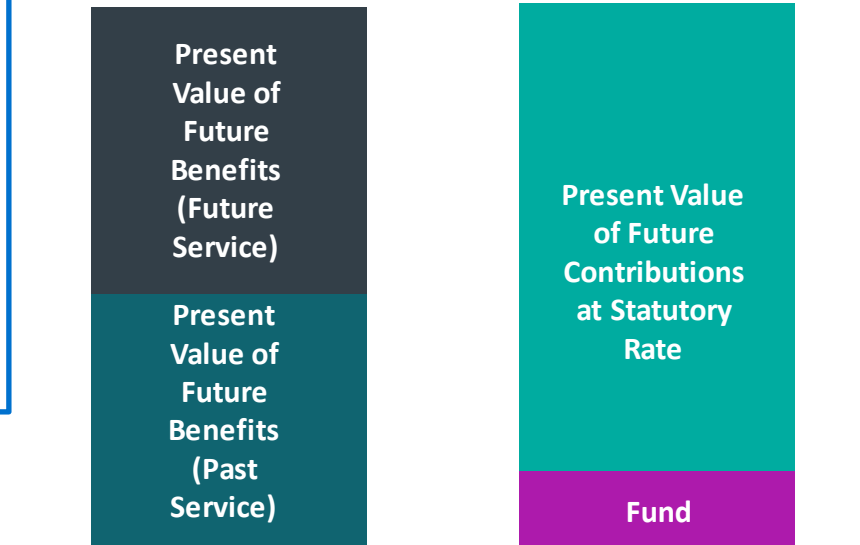 Present
Value of
Future
Benefits
(Future
Service)
Present
Value of
Future
Benefits
(Past
Service)
Present Value
of Future
Contributions
at Statutory
Rate
Fund